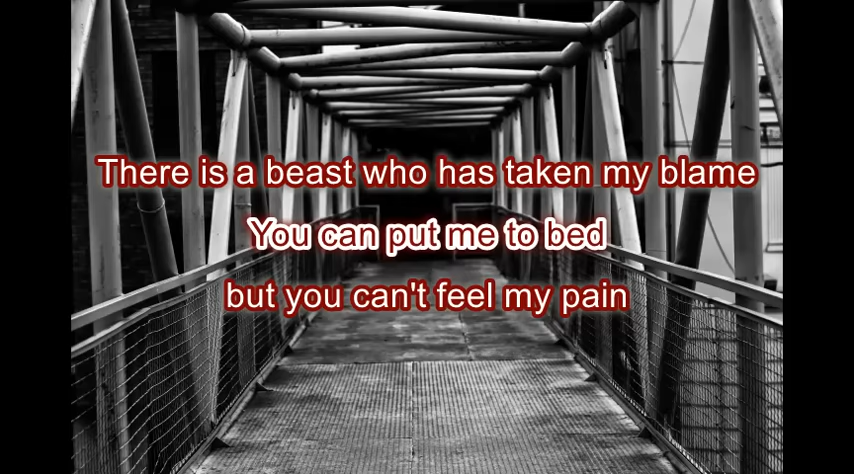 There is a beast who has taken my blame
You can put me to bed
but you can't feel my pain